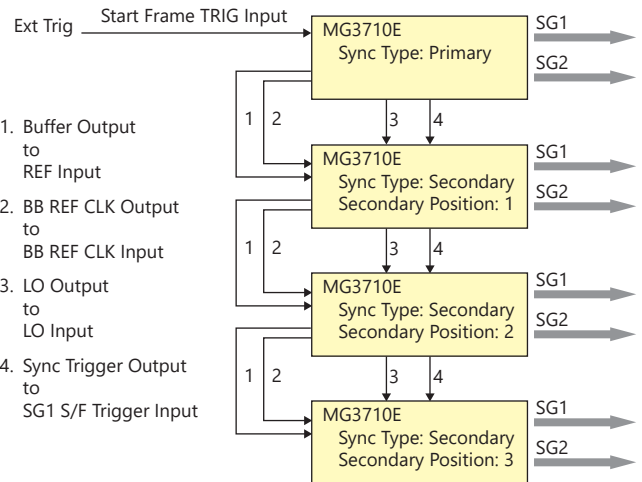 Ext Trig
Start Frame TRIG Input
MG3710E
Sync Type: Primary
SG1
SG2
1 2 3 4
1. Buffer Output
to
REF Input
2. BB REF CLK Output
to
BB REF CLK Input
3. LO Output
to
LO Input
4. Sync Trigger Output
to
SG1 S/F Trigger Input
MG3710E
Sync Type: Secondary
Secondary Position: 1
SG1
SG2
1 2 3 4
MG3710E
Sync Type: Secondary
Secondary Position: 2
SG1
SG2
1 2 3 4
MG3710E
Sync Type: Secondary
Secondary Position: 3
SG1
SG2